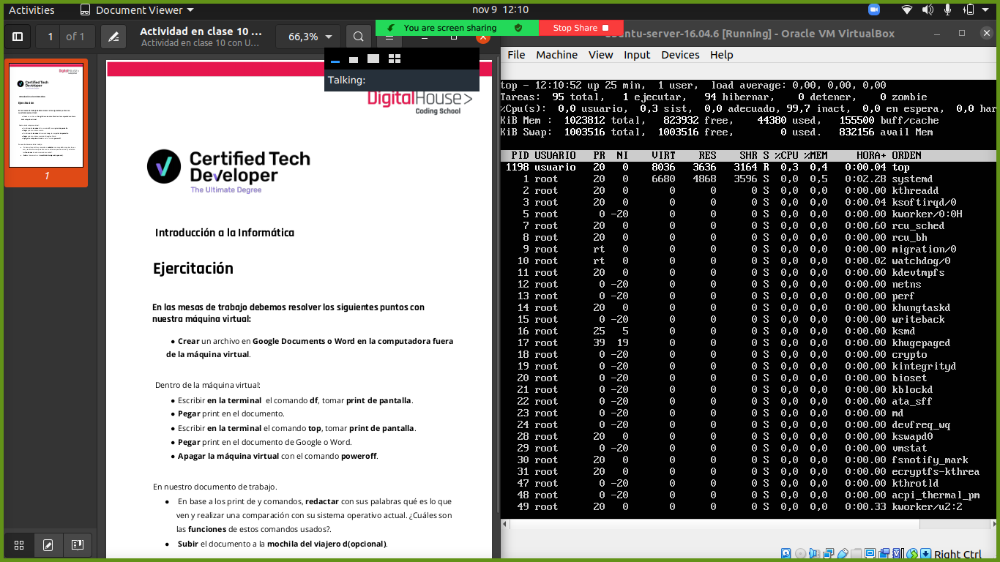 Activities
Document Viewer
nov 9 12:10
1 of 1
Actividad en clase 10 ...
Actividad en clase 10 con U...
66,3%
You are screen sharing
Stop Share
Talking:
1
DigitalHouse>
Coding School
Certified Tech
Developer
The Ultimate Degree
Introducción a la Informática
Ejercitación
En las mesas de trabajo debemos resolver los siguientes puntos con
nuestra máquina virtual:
● Crear un archivo en Google Documents o Word en la computadora fuera
de la máquina virtual.
Dentro de la máquina virtual:
● Escribir en la terminal el comando df, tomar print de pantalla.
● Pegar print en el documento.
● Escribir en la terminal el comando top, tomar print de pantalla.
● Pegar print en el documento de Google o Word.
● Apagar la máquina virtual con el comando poweroff.
En nuestro documento de trabajo.
● En base a los print de y comandos, redactar con sus palabras qué es lo que
ven y realizar una comparación con su sistema operativo actual. ¿Cuáles son
las funciones de estos comandos usados?.
● Subir el documento a la mochila del viajero d(opcional).
ubuntu-server-16.04.6 [Running] - Oracle VM VirtualBox
File Machine View Input Devices Help
top - 12:10:52 up 25 min, 1 user, load average: 0,00, 0,00, 0,00
Tareas: 95 total, 1 ejecutar, 94 hibernar, 0 detener, 0 zombie
%Cpu(s): 0,0 usuario, 0,3 sist, 0,0 adecuado, 99,7 inact, 0,0 en espera, 0,0 har
KiB Mem : 1023812 total, 823932 free, 44380 used, 155500 buff/cache
KiB Swap: 1003516 total, 1003516 free, 0 used. 832156 avail Mem
PID USUARIO PR NI VIRT RES SHR S %CPU %MEM HORA+ ORDEN
1198 usuario 20 0 8036 3636 3164 R 0,3 0,4 0:00.04 top
1 root 20 0 6680 4868 3596 S 0,0 0,5 0:02.28 systemd
2 root 20 0 0 0 0 S 0,0 0,0 0:00.00 kthreadd
3 root 20 0 0 0 0 S 0,0 0,0 0:00.04 ksoftirqd/0
5 root 0 -20 0 0 0 S 0,0 0,0 0:00.00 kworker/0:0H
7 root 20 0 0 0 0 S 0,0 0,0 0:00.60 rcu_sched
8 root 20 0 0 0 0 S 0,0 0,0 0:00.00 rcu_bh
9 root rt 0 0 0 0 S 0,0 0,0 0:00.00 migration/0
10 root rt 0 0 0 0 S 0,0 0,0 0:00.02 watchdog/0
11 root 20 0 0 0 0 S 0,0 0,0 0:00.00 kdevtmpfs
12 root 0 -20 0 0 0 S 0,0 0,0 0:00.00 netns
13 root 0 -20 0 0 0 S 0,0 0,0 0:00.00 perf
14 root 20 0 0 0 0 S 0,0 0,0 0:00.00 khungtaskd
15 root 0 -20 0 0 0 S 0,0 0,0 0:00.00 writeback
16 root 25 5 0 0 0 S 0,0 0,0 0:00.00 ksmd
17 root 39 19 0 0 0 S 0,0 0,0 0:00.00 khugepaged
18 root 0 -20 0 0 0 S 0,0 0,0 0:00.00 crypto
19 root 0 -20 0 0 0 S 0,0 0,0 0:00.00 kintegrityd
20 root 0 -20 0 0 0 S 0,0 0,0 0:00.00 bioset
21 root 0 -20 0 0 0 S 0,0 0,0 0:00.00 kblockd
22 root 0 -20 0 0 0 S 0,0 0,0 0:00.00 ata_sff
23 root 0 -20 0 0 0 S 0,0 0,0 0:00.00 md
24 root 0 -20 0 0 0 S 0,0 0,0 0:00.00 devfreq_wq
28 root 20 0 0 0 0 S 0,0 0,0 0:00.00 kswapd0
29 root 0 -20 0 0 0 S 0,0 0,0 0:00.00 vmstat
30 root 20 0 0 0 0 S 0,0 0,0 0:00.00 fsnotify_mark
31 root 20 0 0 0 0 S 0,0 0,0 0:00.00 ecryptfs-kthrea
47 root 0 -20 0 0 0 S 0,0 0,0 0:00.00 kthrotld
48 root 0 -20 0 0 0 S 0,0 0,0 0:00.00 acpi_thermal_pm
49 root 20 0 0 0 0 S 0,0 0,0 0:00.33 kworker/u2:2
Right Ctrl